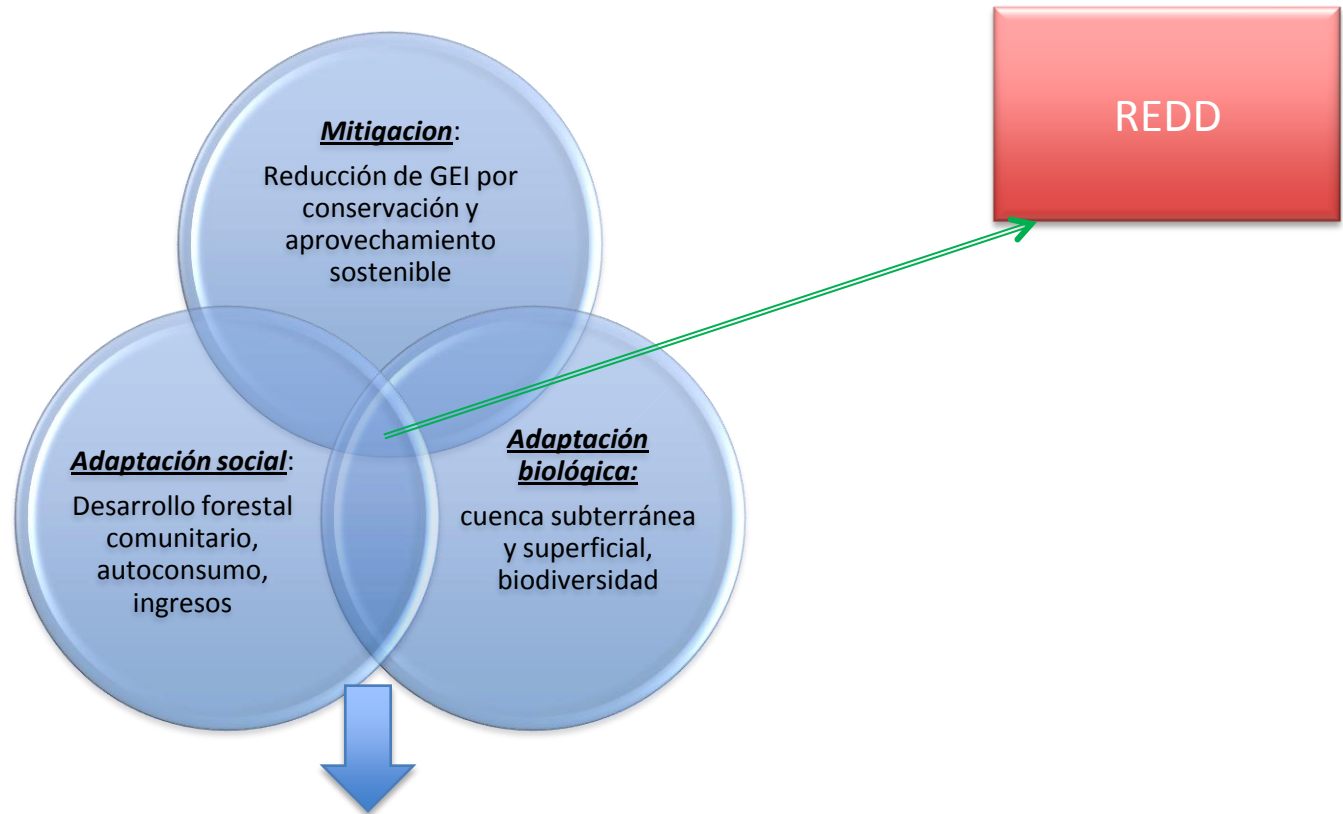 REDD
Mitigacion:
Reducción de GEI por
conservación y
aprovechamiento
sostenible
Adaptación social:
Desarrollo forestal
comunitario,
autoconsumo,
ingresos
Adaptación
biológica:
cuenca subterránea
y superficial,
biodiversidad